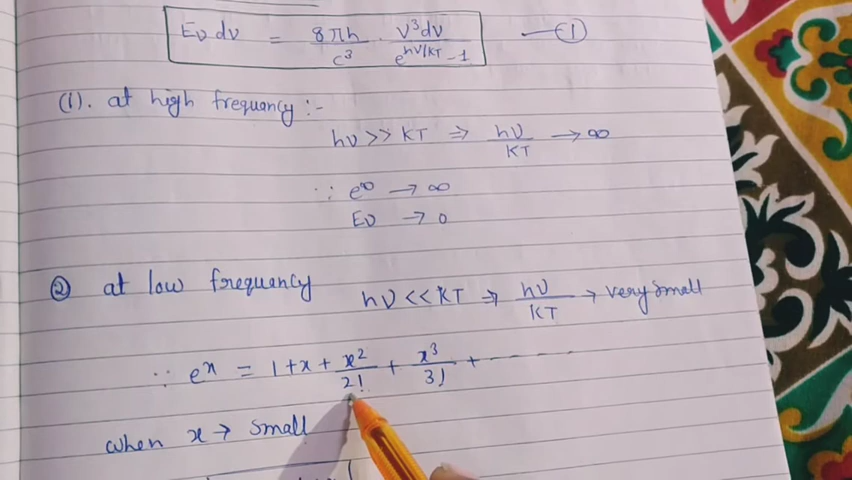 Eν dν = 8πh/c³ · ν³dν/e^hν/KT - 1 —①
(1). at high frequency :-
hν >> KT ⇒ hν/KT → ∞
∵ e^∞ → ∞
Eν → 0
② at low frequency hν << KT ⇒ hν/KT → very small
∵ e^x = 1 + x + x²/2! + x³/3! + -----
when x → small